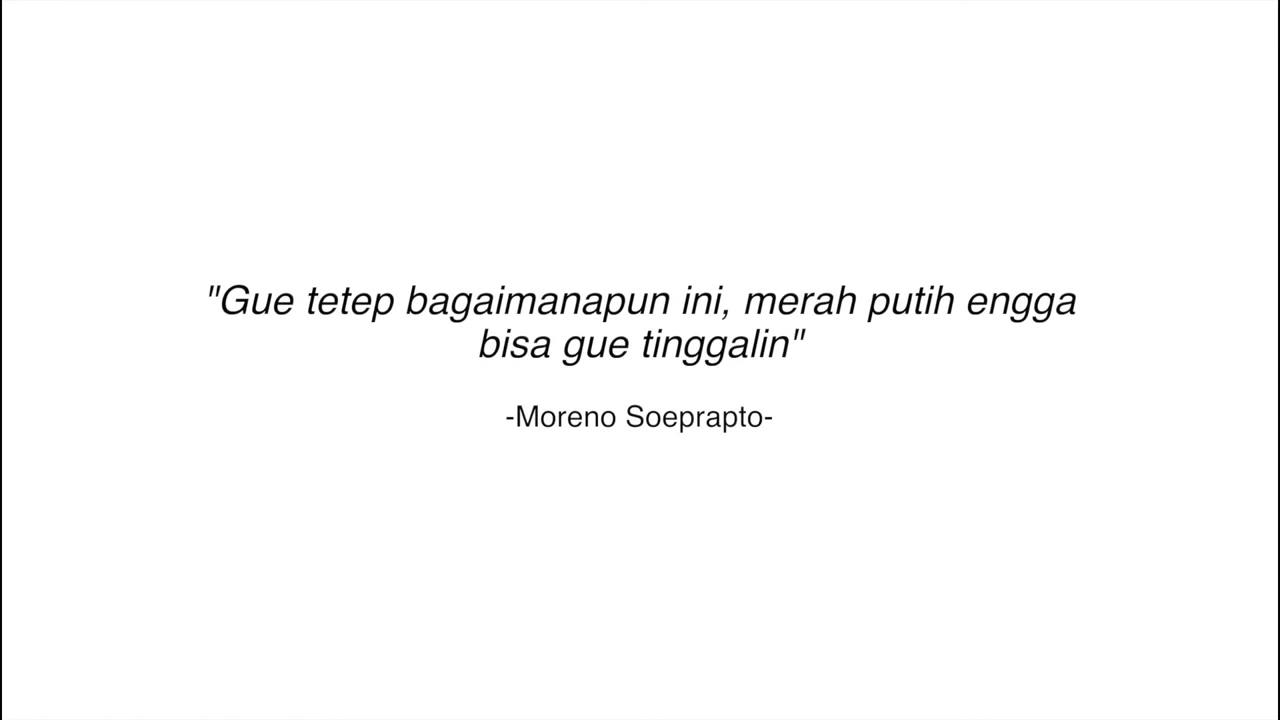 "Gue tetep bagaimanapun ini, merah putih engga
bisa gue tinggalin"
-Moreno Soeprapto-